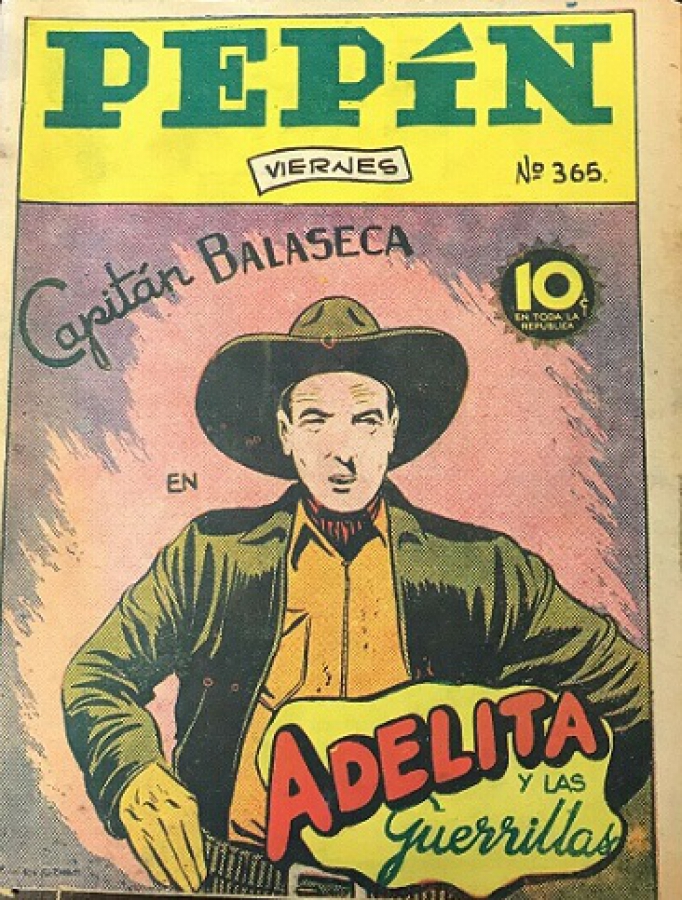 PEPÍN
VIERNES
Nº 365.
Capitán BALASECA
10¢
EN TODA LA
REPUBLICA
EN
ADELITA
Y LAS
Guerrillas